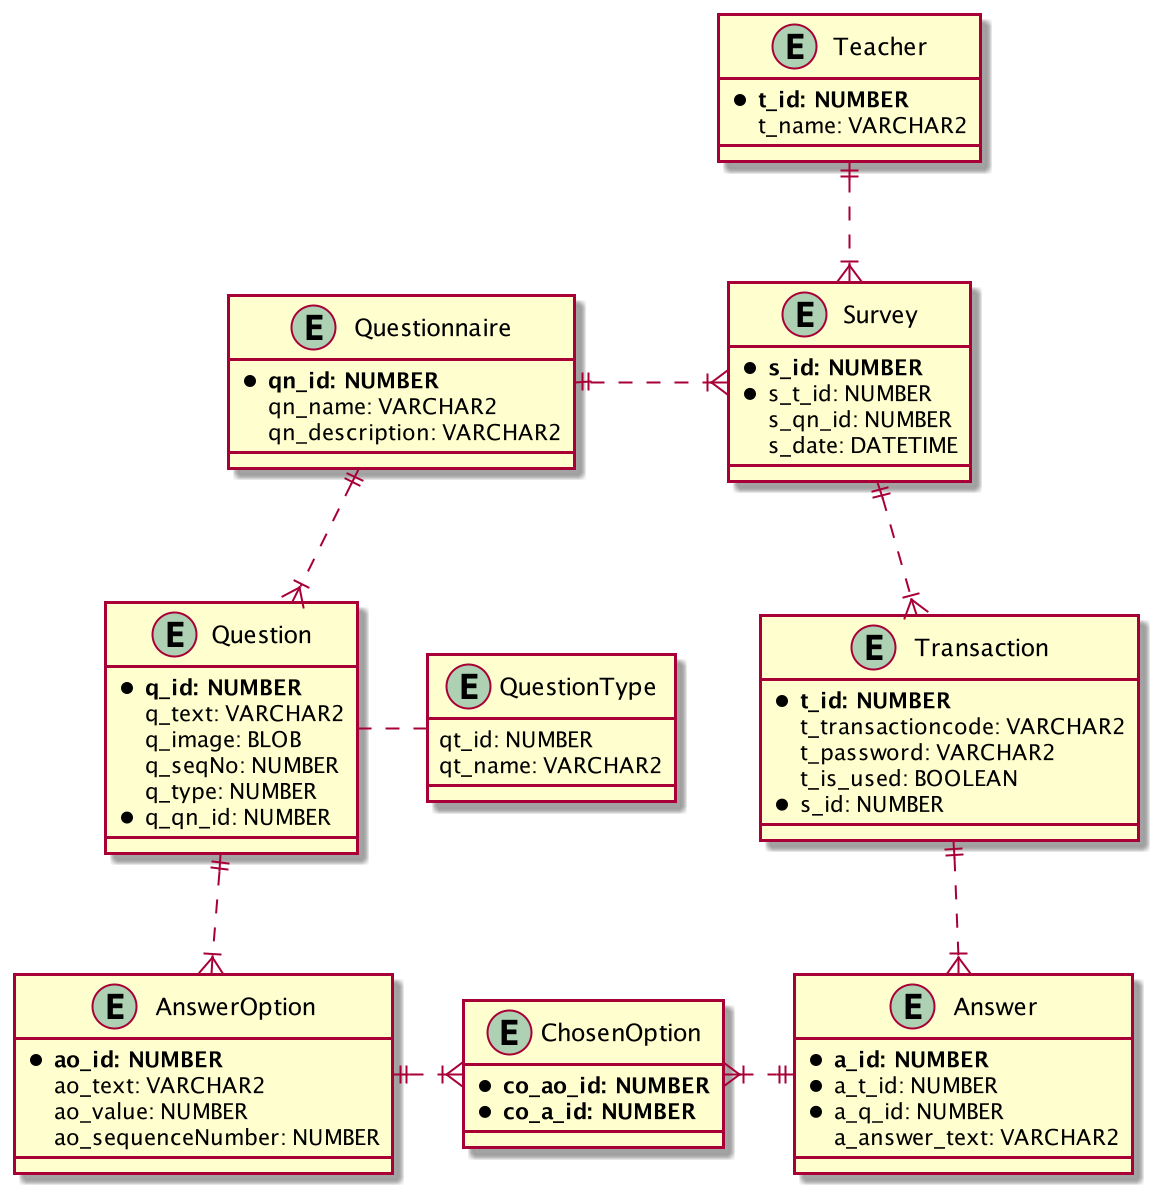 E Teacher
t_id: NUMBER
t_name: VARCHAR2
E Questionnaire
qn_id: NUMBER
qn_name: VARCHAR2
qn_description: VARCHAR2
E Survey
s_id: NUMBER
s_t_id: NUMBER
s_qn_id: NUMBER
s_date: DATETIME
E Question
q_id: NUMBER
q_text: VARCHAR2
q_image: BLOB
q_seqNo: NUMBER
q_type: NUMBER
q_qn_id: NUMBER
E QuestionType
qt_id: NUMBER
qt_name: VARCHAR2
E Transaction
t_id: NUMBER
t_transactioncode: VARCHAR2
t_password: VARCHAR2
t_is_used: BOOLEAN
s_id: NUMBER
E AnswerOption
ao_id: NUMBER
ao_text: VARCHAR2
ao_value: NUMBER
ao_sequenceNumber: NUMBER
E ChosenOption
co_ao_id: NUMBER
co_a_id: NUMBER
E Answer
a_id: NUMBER
a_t_id: NUMBER
a_q_id: NUMBER
a_answer_text: VARCHAR2